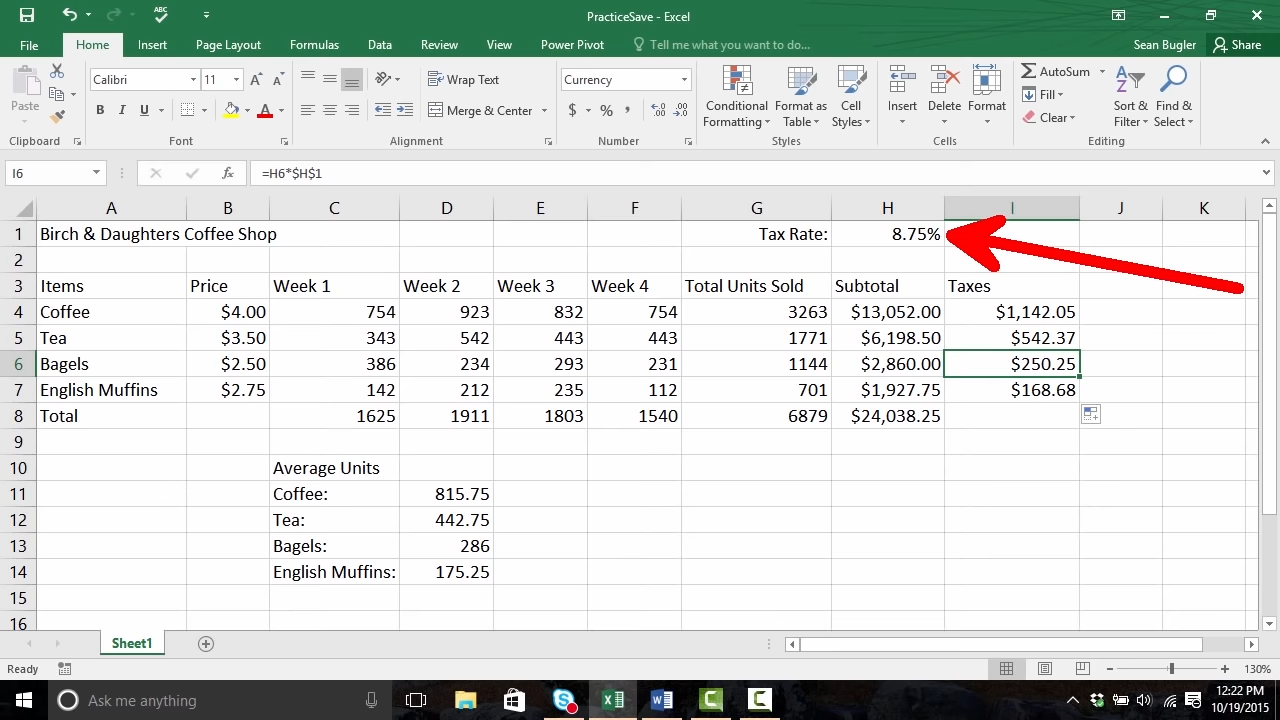 PracticeSave - Excel
File Home Insert Page Layout Formulas Data Review View Power Pivot Tell me what you want to do... Sean Bugler Share
Calibri 11 Wrap Text Currency AutoSum
Paste Conditional Format as Cell Insert Delete Format Fill Sort & Find &
B I U A Merge & Center $ % , Formatting Table Styles Clear Filter Select
Clipboard Font Alignment Number Styles Cells Editing
I6 fx =H6*$H$1
A B C D E F G H I J K
1 Birch & Daughters Coffee Shop Tax Rate: 8.75%
2
3 Items Price Week 1 Week 2 Week 3 Week 4 Total Units Sold Subtotal Taxes
4 Coffee $4.00 754 923 832 754 3263 $13,052.00 $1,142.05
5 Tea $3.50 343 542 443 443 1771 $6,198.50 $542.37
6 Bagels $2.50 386 234 293 231 1144 $2,860.00 $250.25
7 English Muffins $2.75 142 212 235 112 701 $1,927.75 $168.68
8 Total 1625 1911 1803 1540 6879 $24,038.25
9
10 Average Units
11 Coffee: 815.75
12 Tea: 442.75
13 Bagels: 286
14 English Muffins: 175.25
15
16
Sheet1
Ready 130%
Ask me anything 12:22 PM
10/19/2015